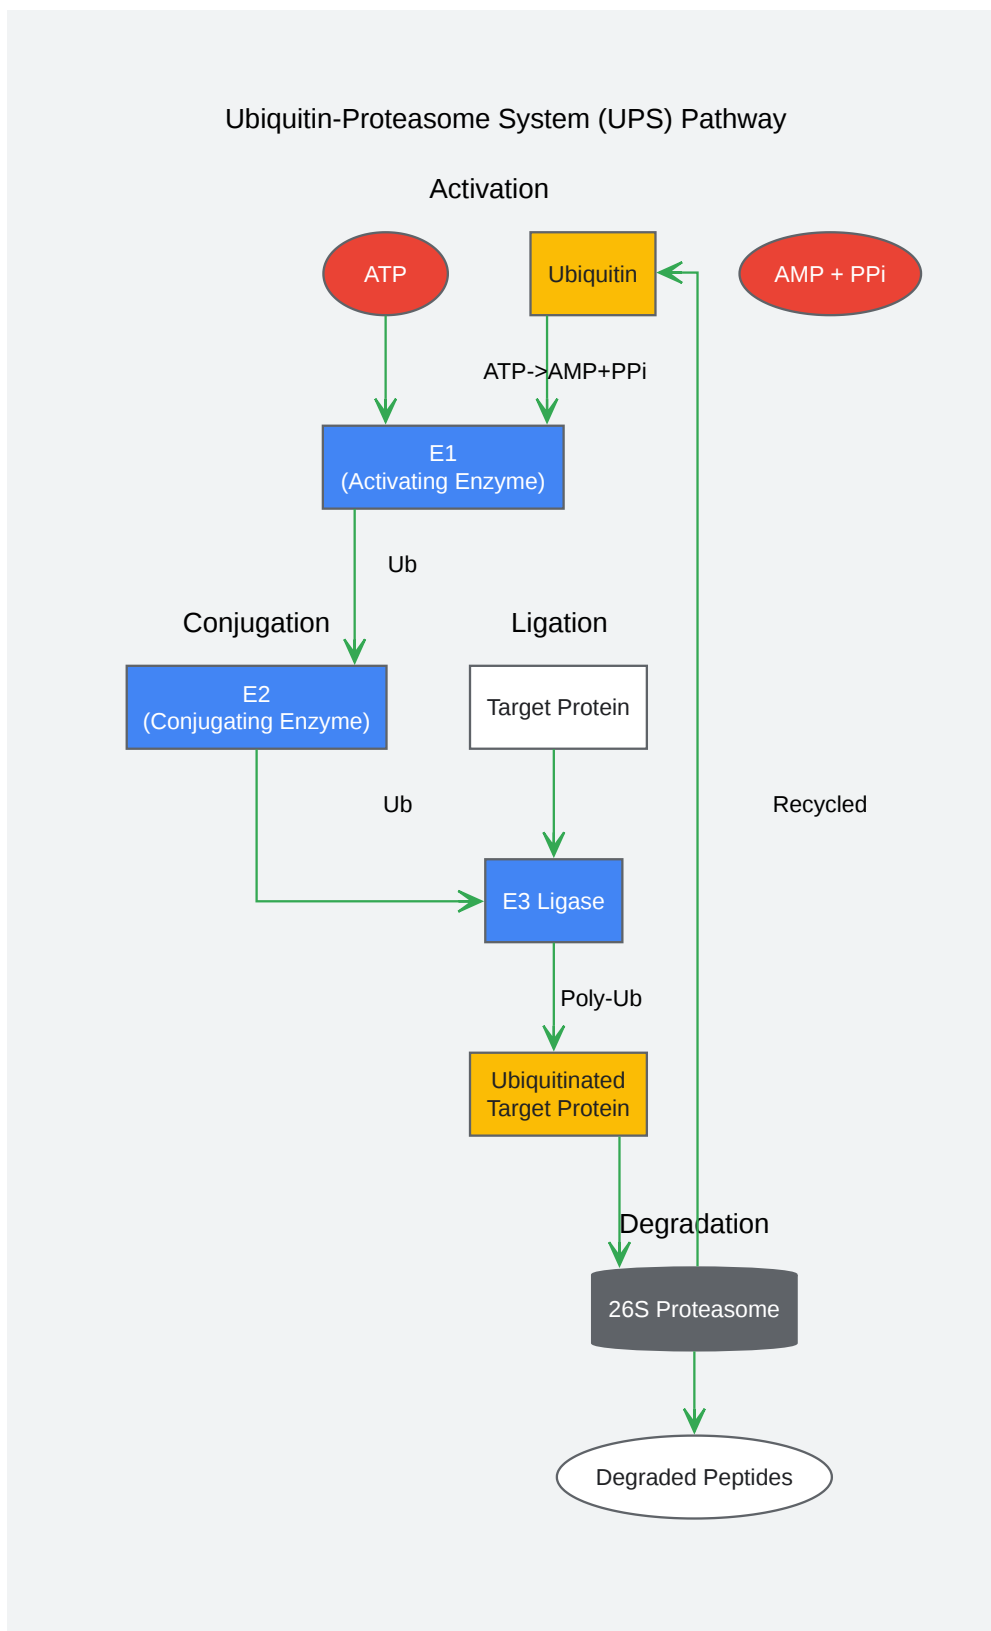 Ubiquitin-Proteasome System (UPS) Pathway
Activation
ATP
Ubiquitin
AMP + PPi
ATP->AMP+PPi
E1
(Activating Enzyme)
Ub
Conjugation
Ligation
E2
(Conjugating Enzyme)
Target Protein
Ub
Recycled
E3 Ligase
Poly-Ub
Ubiquitinated
Target Protein
Degradation
26S Proteasome
Degraded Peptides